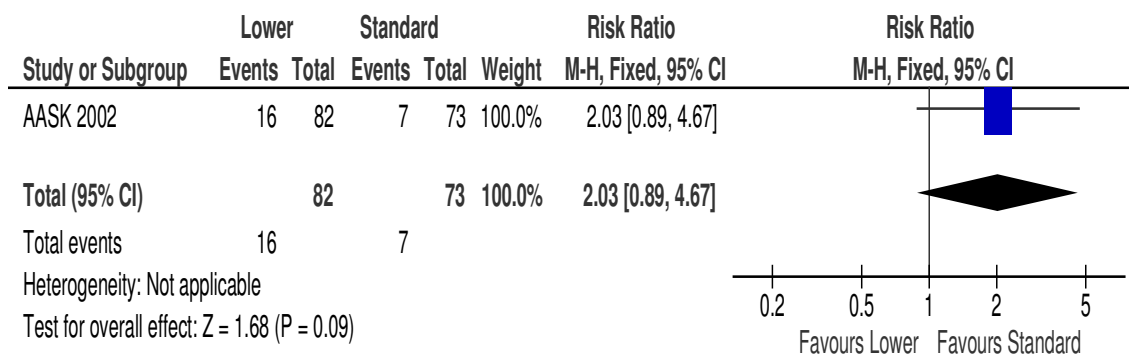 Lower Standard Risk Ratio Risk Ratio
Study or Subgroup Events Total Events Total Weight M-H, Fixed, 95% CI M-H, Fixed, 95% CI
AASK 2002 16 82 7 73 100.0% 2.03 [0.89, 4.67]
Total (95% CI) 82 73 100.0% 2.03 [0.89, 4.67]
Total events 16 7
Heterogeneity: Not applicable
Test for overall effect: Z = 1.68 (P = 0.09)
0.2 0.5 1 2 5
Favours Lower Favours Standard